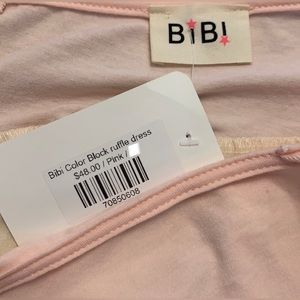 BiBi
Bibi Color Block ruffle dress
$48.00 / Pink /
70850608